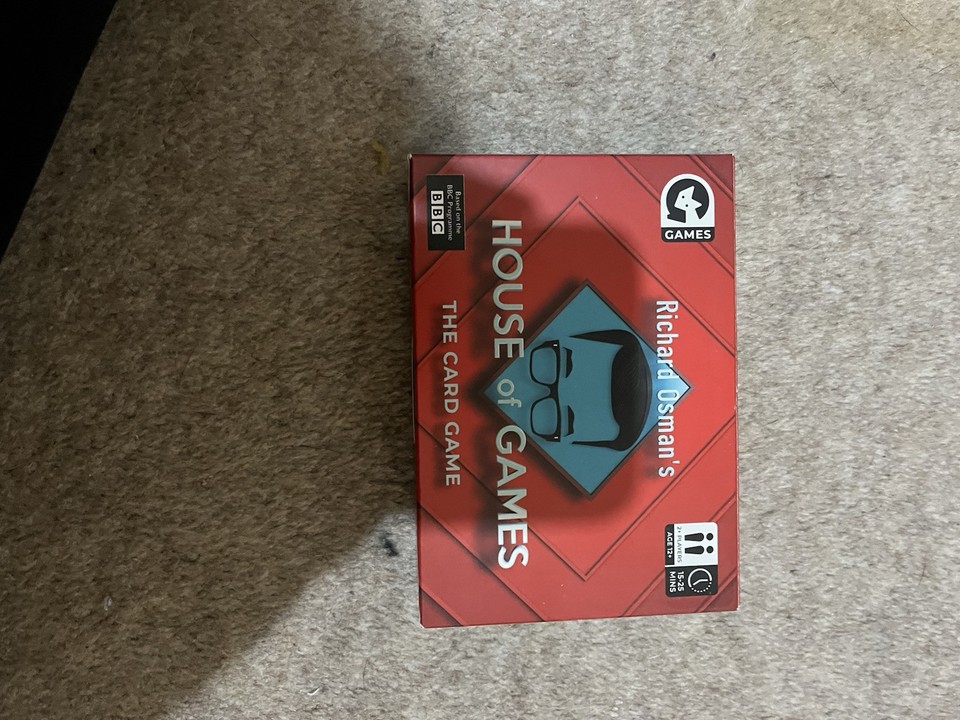 GAMES
Richard Osman's
2+ PLAYERS
AGE 12+
15-25
MINS
HOUSE of GAMES
THE CARD GAME
Based on the
BBC Programme
BBC